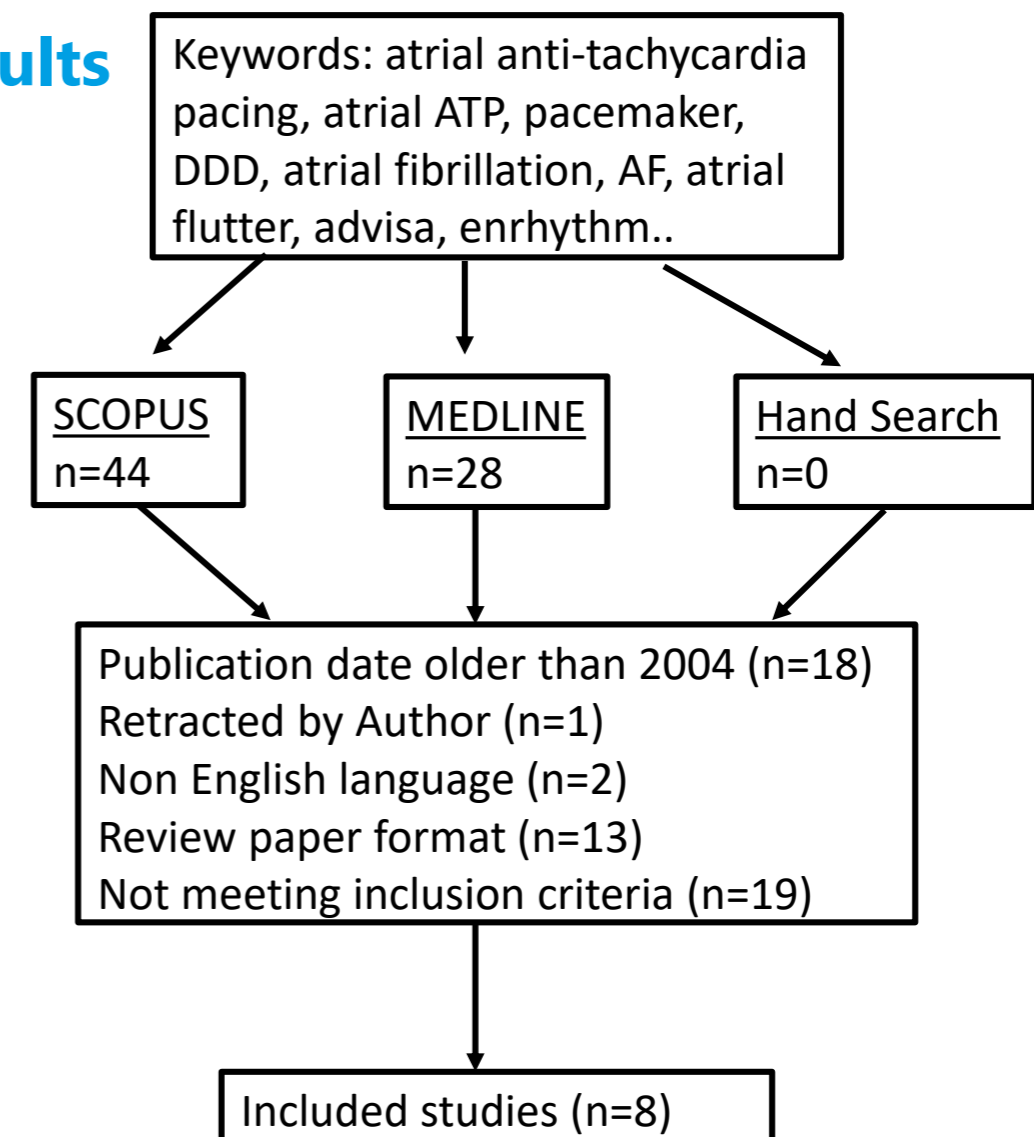 ults
Keywords: atrial anti-tachycardia
pacing, atrial ATP, pacemaker,
DDD, atrial fibrillation, AF, atrial
flutter, advisa, enrhythm..
SCOPUS
n=44
MEDLINE
n=28
Hand Search
n=0
Publication date older than 2004 (n=18)
Retracted by Author (n=1)
Non English language (n=2)
Review paper format (n=13)
Not meeting inclusion criteria (n=19)
Included studies (n=8)